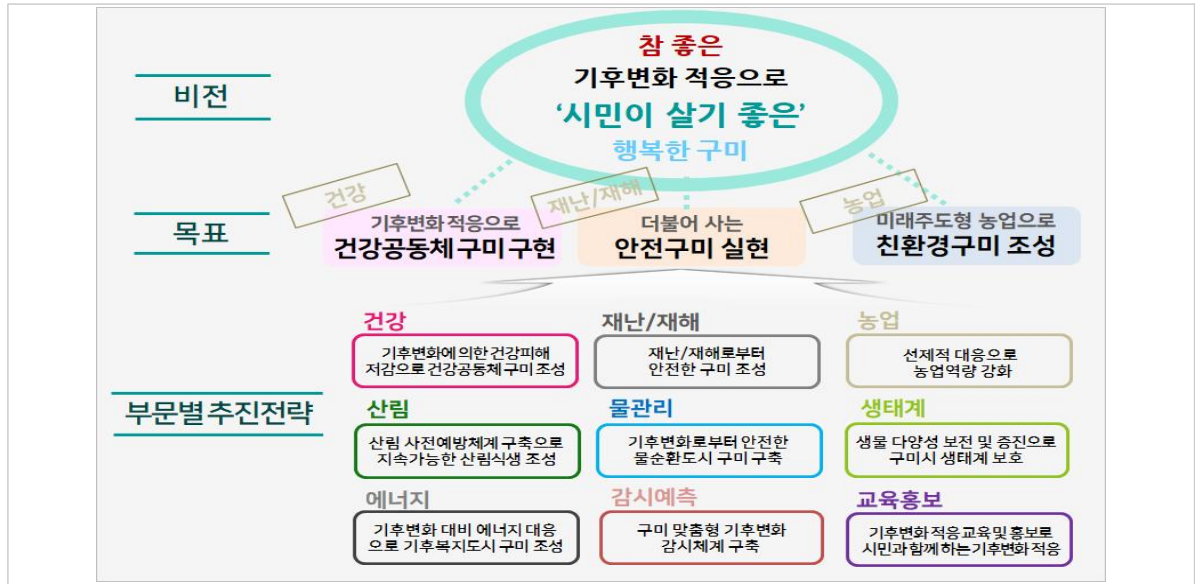 비전
참 좋은
기후변화 적응으로
‘시민이 살기 좋은’
행복한 구미
건강
재난/재해
농업
목표
기후변화 적응으로
건강공동체 구미 구현
더불어 사는
안전구미 실현
미래주도형 농업으로
친환경구미 조성
부문별 추진전략
건강
기후변화에 의한 건강피해
저감으로 건강공동체 구미 조성
재난/재해
재난/재해로부터
안전한 구미 조성
농업
선제적 대응으로
농업역량 강화
산림
산림 사전예방체계 구축으로
지속가능한 산림식생 조성
물관리
기후변화로부터 안전한
물순환도시 구미 구축
생태계
생물 다양성 보전 및 증진으로
구미시 생태계 보호
에너지
기후변화 대비 에너지 대응
으로 기후복지도시 구미 조성
감시예측
구미 맞춤형 기후변화
감시체계 구축
교육홍보
기후변화 적응교육 및 홍보로
시민과 함께 하는 기후변화 적응